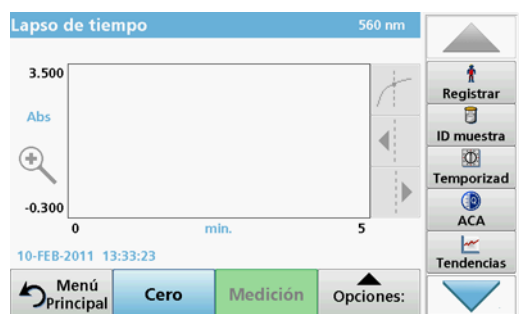 Lapso de tiempo 560 nm
3.500
Abs
-0.300
0 min. 5
10-FEB-2011 13:33:23
Menú Principal
Cero
Medición
Opciones:
Registrar
ID muestra
Temporizad
ACA
Tendencias